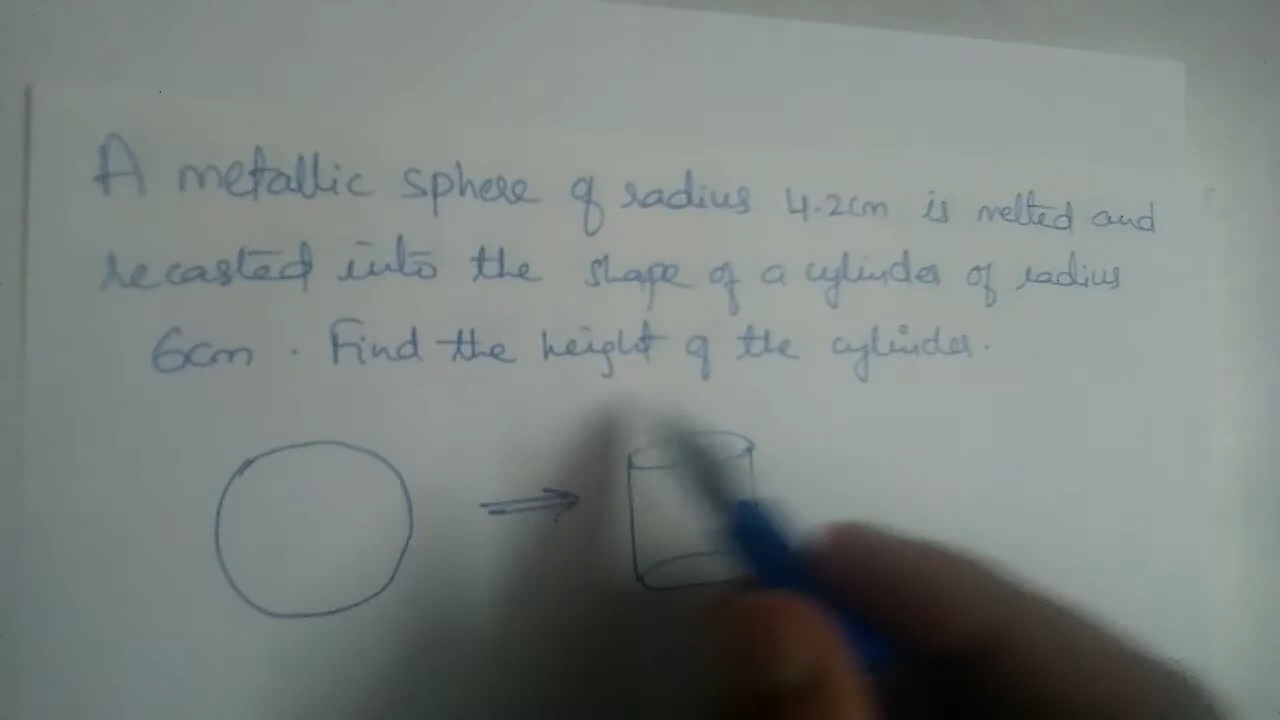 A metallic sphere of radius 4.2cm is melted and
recasted into the shape of a cylinder of radius
6cm . Find the height of the cylinder.